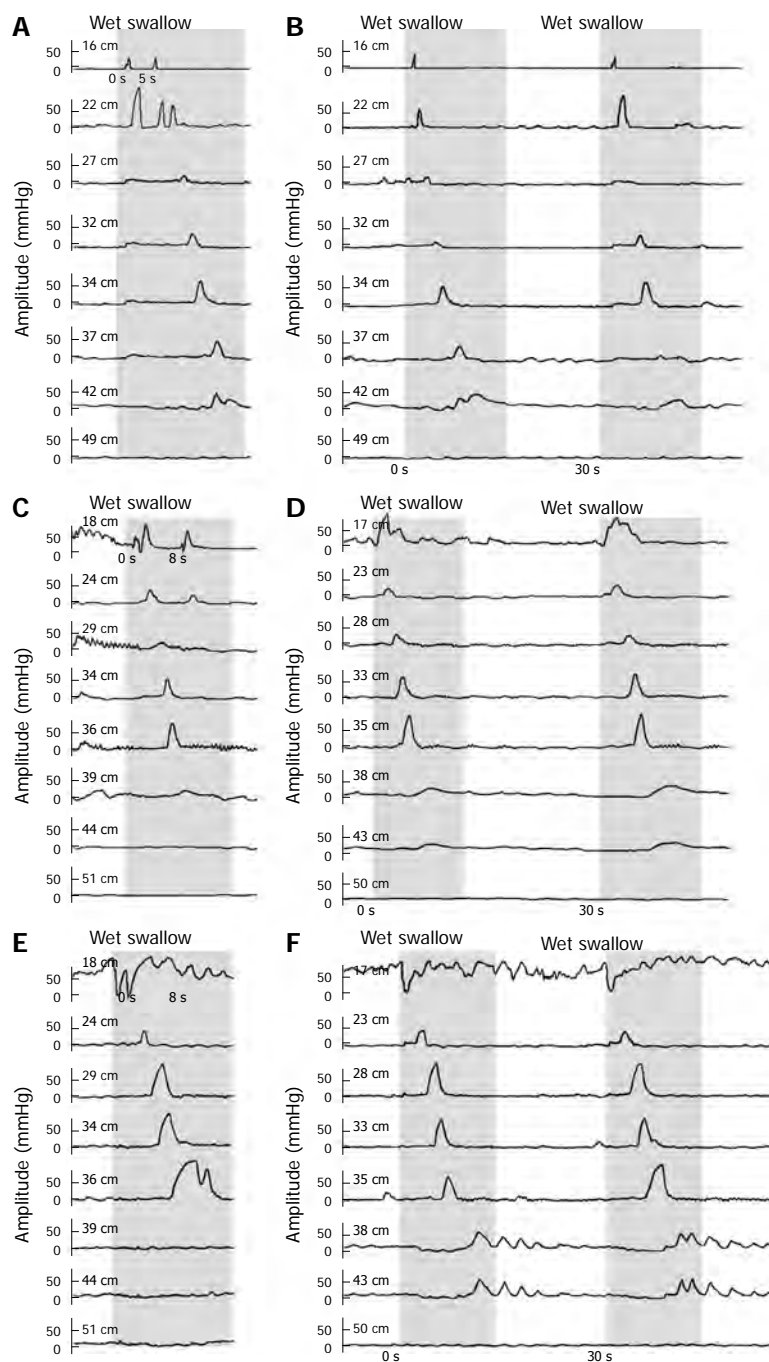 A
Wet swallow
Amplitude (mmHg)
16 cm
50
0
0 s 5 s
22 cm
50
0
27 cm
50
0
32 cm
50
0
34 cm
50
0
37 cm
50
0
42 cm
50
0
49 cm
50
0
B
Wet swallow Wet swallow
Amplitude (mmHg)
16 cm
50
0
22 cm
50
0
27 cm
50
0
32 cm
50
0
34 cm
50
0
37 cm
50
0
42 cm
50
0
49 cm
50
0
0 s 30 s
C
Wet swallow
Amplitude (mmHg)
18 cm
50
0
0 s 8 s
24 cm
50
0
29 cm
50
0
34 cm
50
0
36 cm
50
0
39 cm
50
0
44 cm
50
0
51 cm
50
0
D
Wet swallow Wet swallow
Amplitude (mmHg)
17 cm
50
0
23 cm
50
0
28 cm
50
0
33 cm
50
0
35 cm
50
0
38 cm
50
0
43 cm
50
0
50 cm
50
0
0 s 30 s
E
Wet swallow
Amplitude (mmHg)
18 cm
50
0
0 s 8 s
24 cm
50
0
29 cm
50
0
34 cm
50
0
36 cm
50
0
39 cm
50
0
44 cm
50
0
51 cm
50
0
F
Wet swallow Wet swallow
Amplitude (mmHg)
17 cm
50
0
23 cm
50
0
28 cm
50
0
33 cm
50
0
35 cm
50
0
38 cm
50
0
43 cm
50
0
50 cm
50
0
0 s 30 s